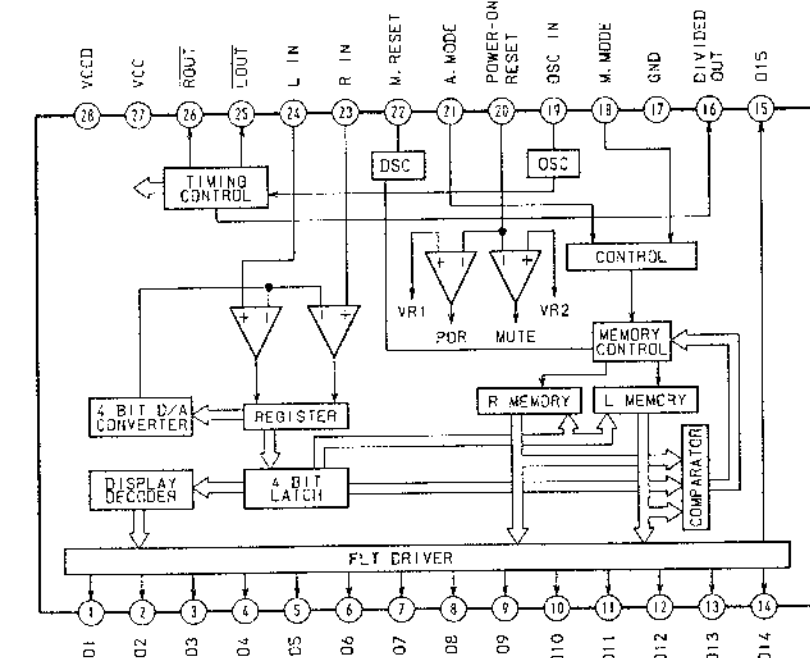 VCCD
VCC
ROUT
LOUT
L IN
R IN
M. RESET
A. MODE
POWER-ON
RESET
OSC IN
M. MODE
GND
DIVIDED
OUT
D15
28
27
26
25
24
23
22
21
20
19
18
17
16
15
TIMING
CONTROL
OSC
OSC
CONTROL
+
-
-
+
VR1
VR2
POR
MUTE
+
-
-
+
MEMORY
CONTROL
R MEMORY
L MEMORY
4 BIT D/A
CONVERTER
REGISTER
COMPARATOR
DISPLAY
DECODER
4 BIT
LATCH
FLT DRIVER
1
2
3
4
5
6
7
8
9
10
11
12
13
14
D1
D2
D3
D4
D5
D6
D7
D8
D9
D10
D11
D12
D13
D14